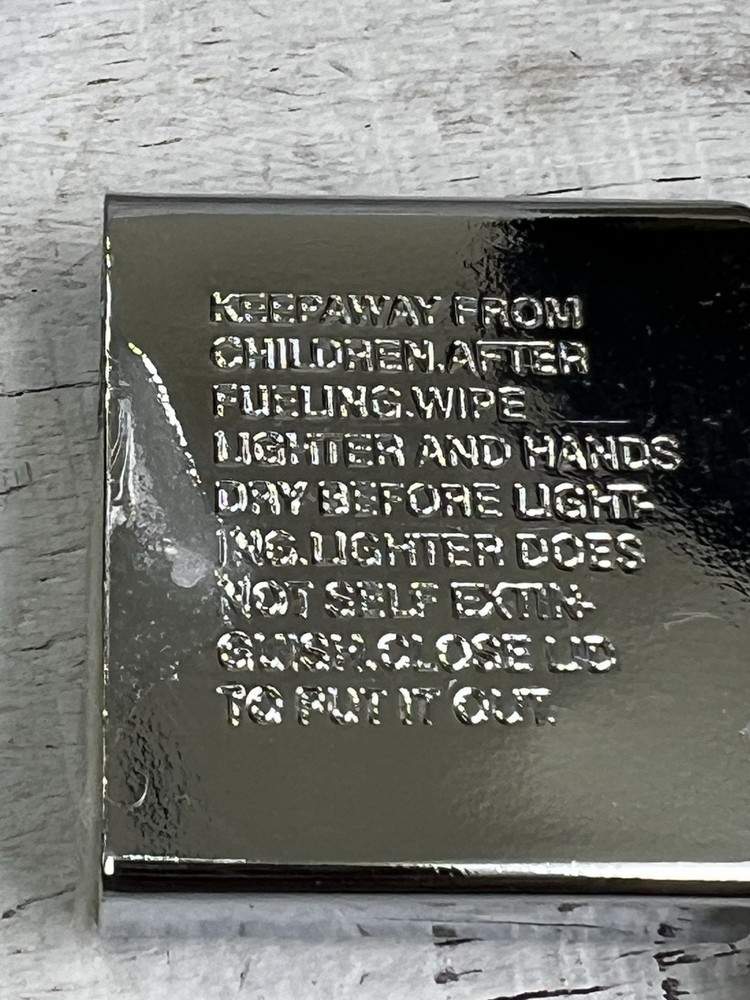 KEEPAWAY FROM
CHILDREN.AFTER
FUELING.WIPE
LIGHTER AND HANDS
DRY BEFORE LIGHT-
ING.LIGHTER DOES
NOT SELF EXTIN-
GUISH.CLOSE LID
TO PUT IT OUT.